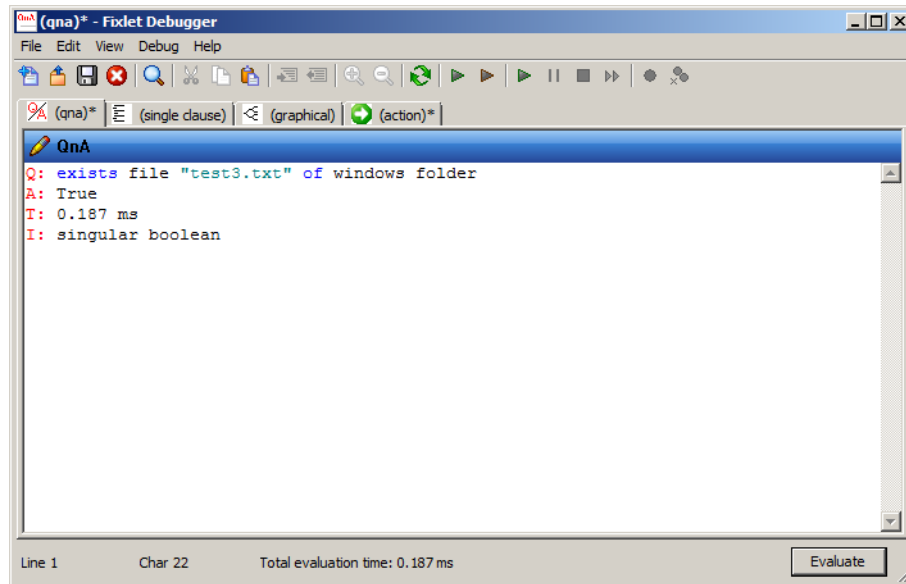 (qna)* - Fixlet Debugger
File Edit View Debug Help
(qna)* (single clause) (graphical) (action)*
QnA
Q: exists file "test3.txt" of windows folder
A: True
T: 0.187 ms
I: singular boolean
Line 1 Char 22 Total evaluation time: 0.187 ms Evaluate